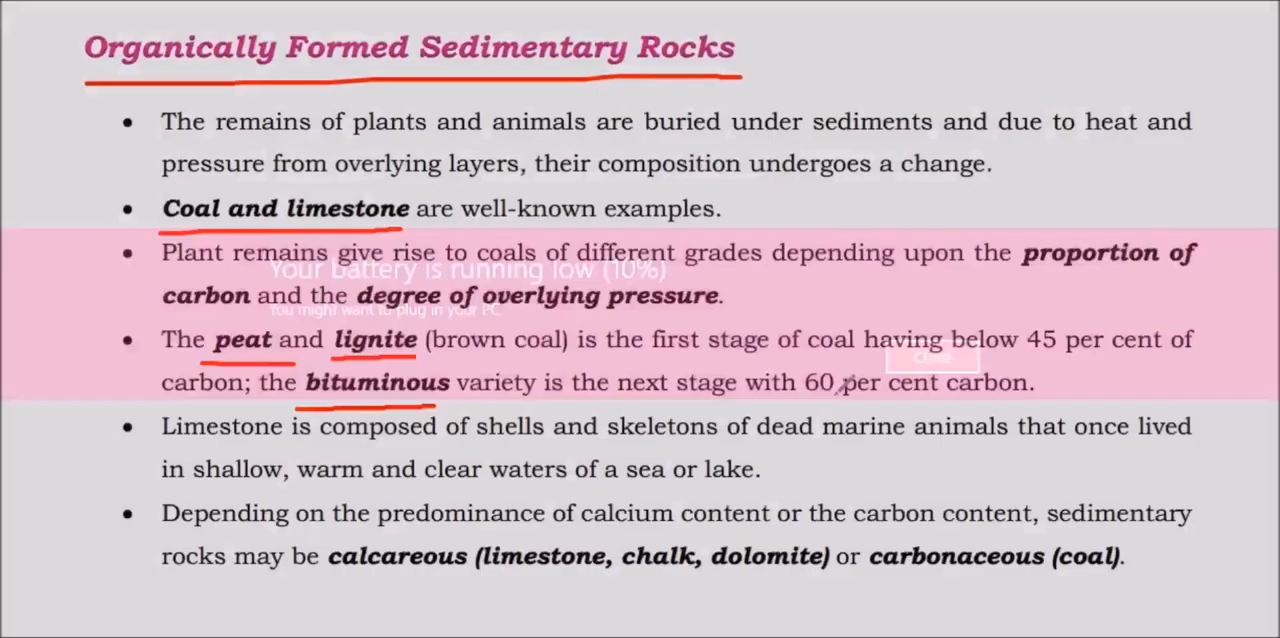 Organically Formed Sedimentary Rocks
• The remains of plants and animals are buried under sediments and due to heat and
pressure from overlying layers, their composition undergoes a change.
• Coal and limestone are well-known examples.
• Plant remains give rise to coals of different grades depending upon the proportion of
Your battery is running low (10%)
carbon and the degree of overlying pressure.
You might want to plug in your PC.
• The peat and lignite (brown coal) is the first stage of coal having below 45 per cent of
Close
carbon; the bituminous variety is the next stage with 60 per cent carbon.
• Limestone is composed of shells and skeletons of dead marine animals that once lived
in shallow, warm and clear waters of a sea or lake.
• Depending on the predominance of calcium content or the carbon content, sedimentary
rocks may be calcareous (limestone, chalk, dolomite) or carbonaceous (coal).